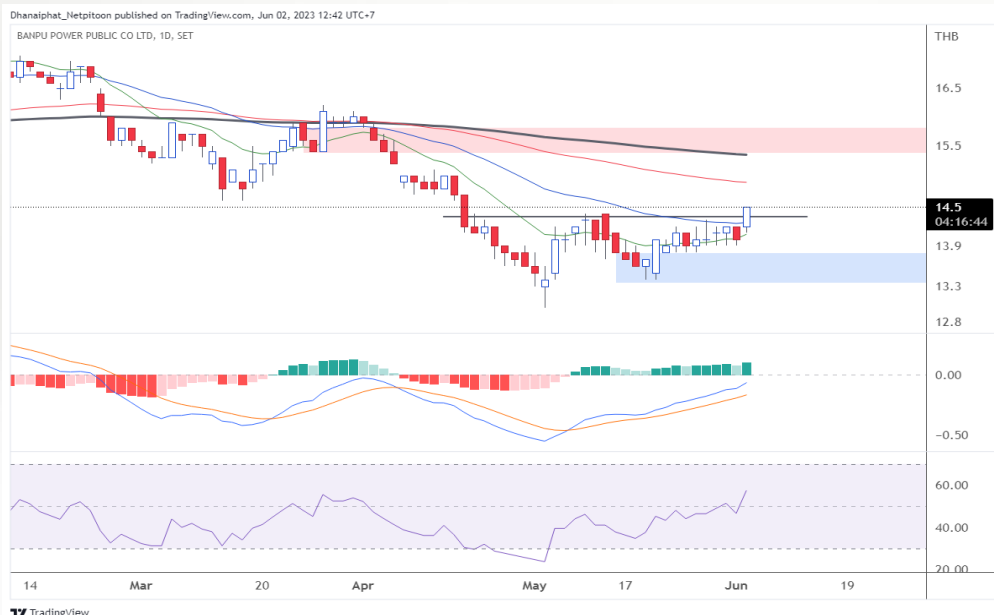 Dhanaiphat_Netpitoon published on TradingView.com, Jun 02, 2023 12:42 UTC+7
BANPU POWER PUBLIC CO LTD, 1D, SET
THB
16.5
15.5
14.5
04:16:44
13.9
13.3
12.8
0.00
−0.50
60.00
40.00
20.00
14 Mar 20 Apr May 17 Jun 19
TradingView